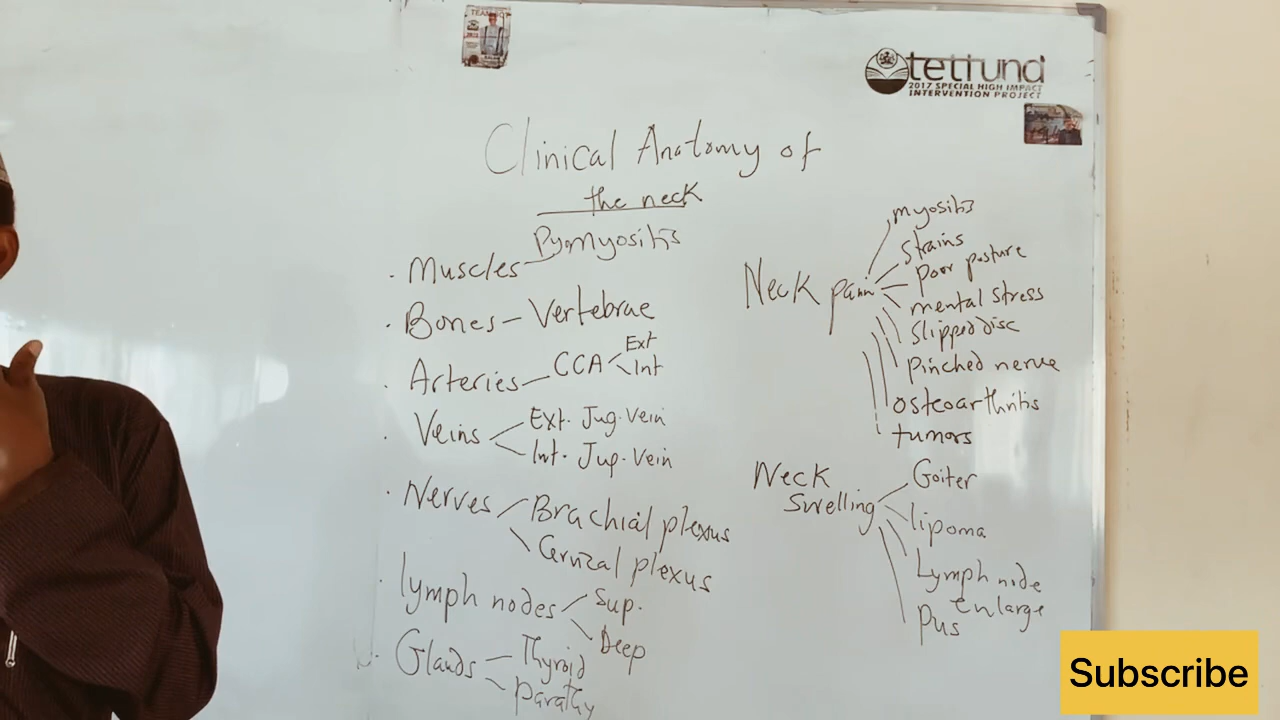 TEAM
tetfund
2017 SPECIAL HIGH IMPACT
INTERVENTION PROJECT
Clinical Anatomy of
the neck
Pyomyositis
• Muscles
• Bones - Vertebrae
• Arteries - CCA Ext
Int
• Veins Ext. Jug. Vein
Int. Jup. Vein
• Nerves Brachial plexus
Cervical plexus
• lymph nodes Sup.
Deep
Glands - Thyroid
Parathy
Neck pain
myositis
Strains
Poor posture
mental stress
Slipped disc
Pinched nerve
osteoarthritis
tumors
Neck
Swelling
Goiter
lipoma
Lymph node
enlarge
Pus
Subscribe